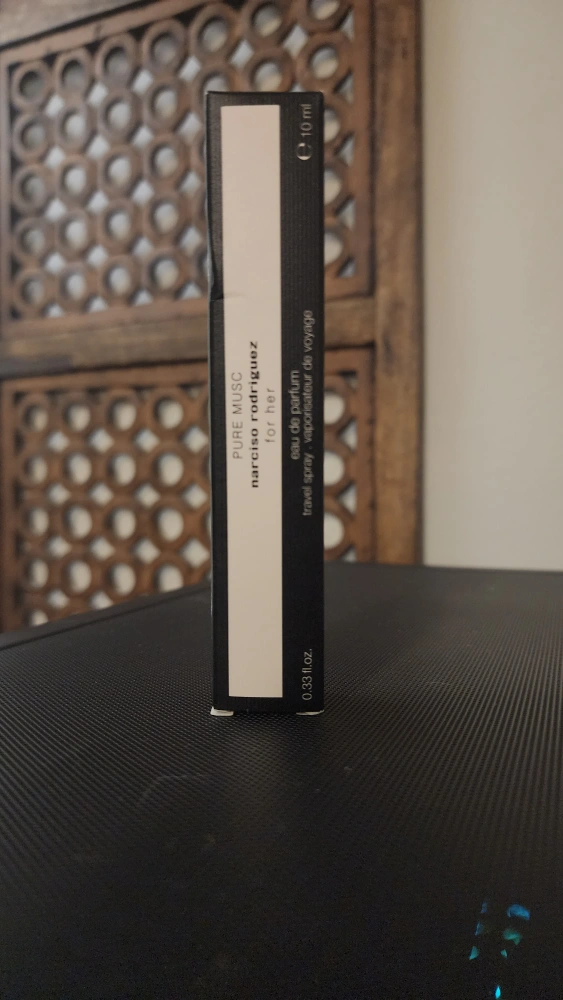 PURE MUSC
narciso rodriguez
for her
eau de parfum
travel spray . vaporisateur de voyage
0.33 fl.oz.
℮ 10 ml